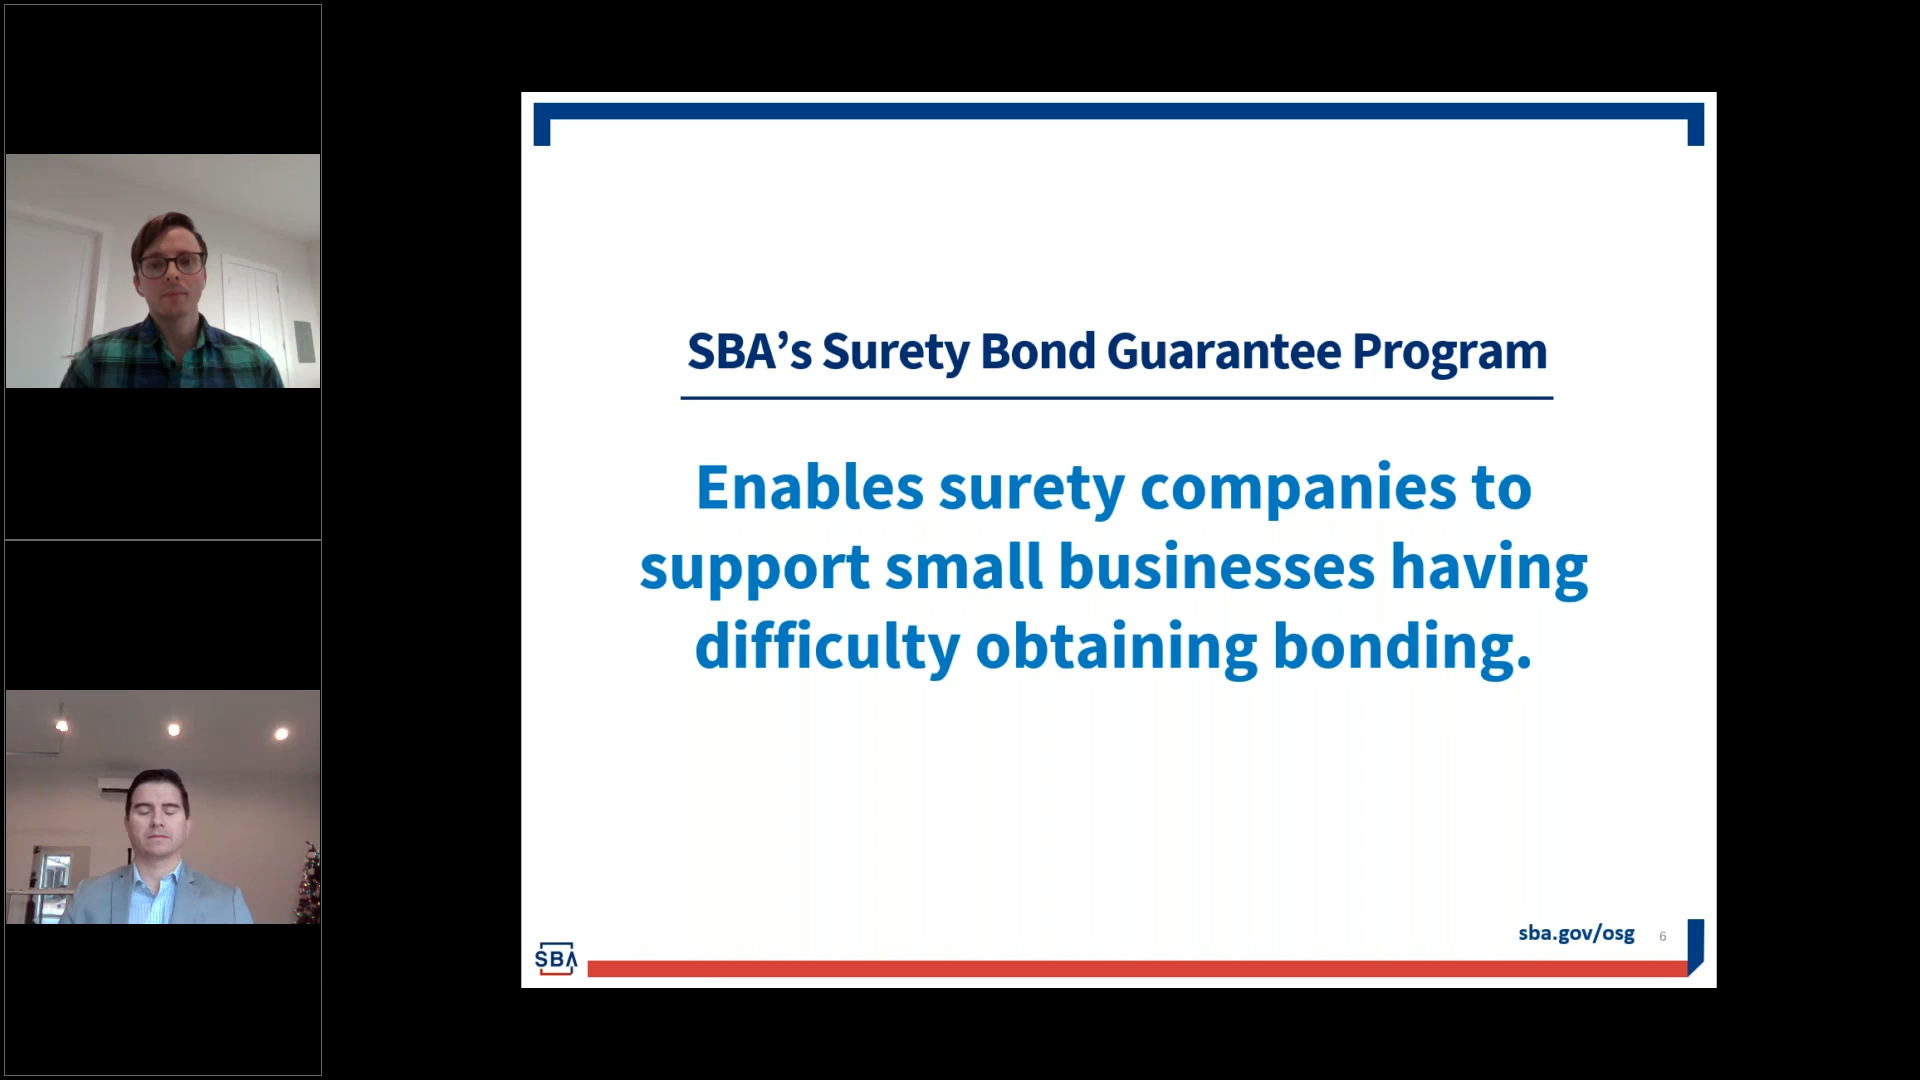 SBA’s Surety Bond Guarantee Program
Enables surety companies to
support small businesses having
difficulty obtaining bonding.
sba.gov/osg 6
SBA